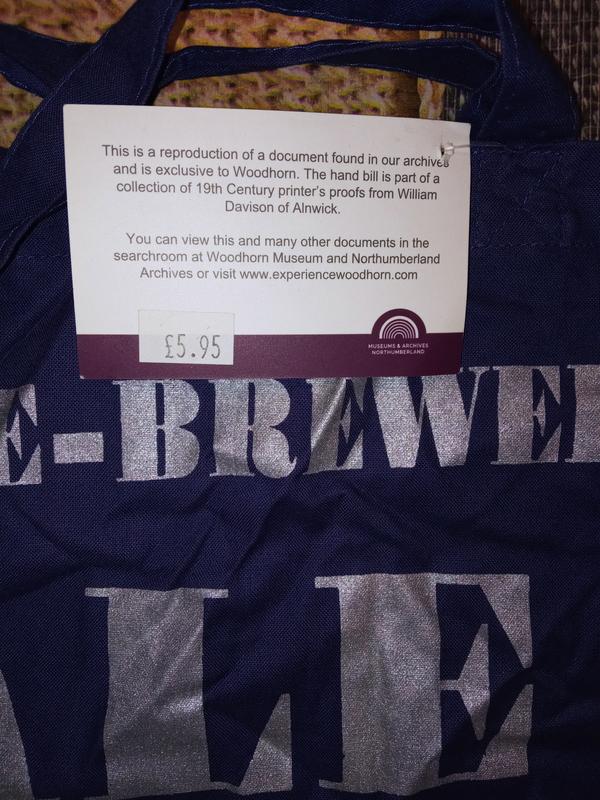 This is a reproduction of a document found in our archives
and is exclusive to Woodhorn. The hand bill is part of a
collection of 19th Century printer's proofs from William
Davison of Alnwick.
You can view this and many other documents in the
searchroom at Woodhorn Museum and Northumberland
Archives or visit www.experiencewoodhorn.com
£5.95
MUSEUMS & ARCHIVES
NORTHUMBERLAND
E-BREWE
ALE